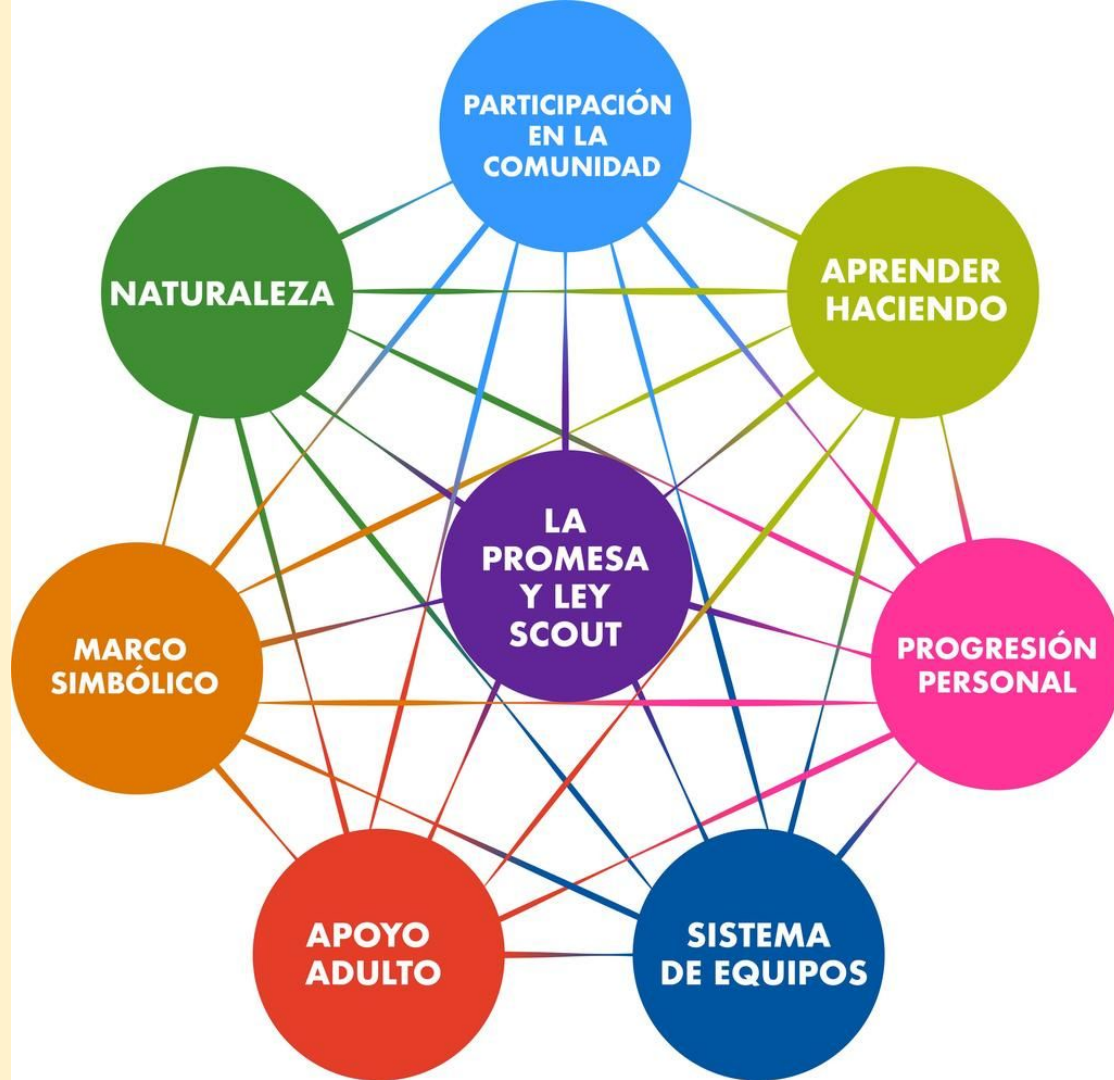 PARTICIPACIÓN
EN LA
COMUNIDAD
NATURALEZA
APRENDER
HACIENDO
LA
PROMESA
Y LEY
SCOUT
MARCO
SIMBÓLICO
PROGRESIÓN
PERSONAL
APOYO
ADULTO
SISTEMA
DE EQUIPOS